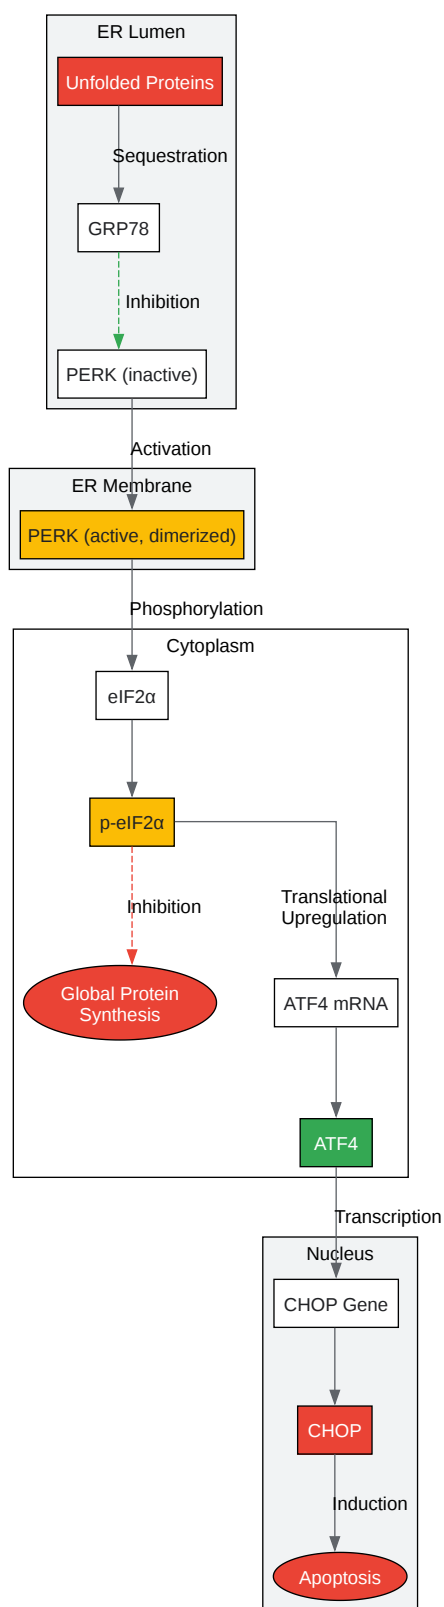 ER Lumen
Unfolded Proteins
Sequestration
GRP78
Inhibition
PERK (inactive)
Activation
ER Membrane
PERK (active, dimerized)
Phosphorylation
Cytoplasm
eIF2α
p-eIF2α
Inhibition
Translational
Upregulation
Global Protein
Synthesis
ATF4 mRNA
ATF4
Transcription
Nucleus
CHOP Gene
CHOP
Induction
Apoptosis